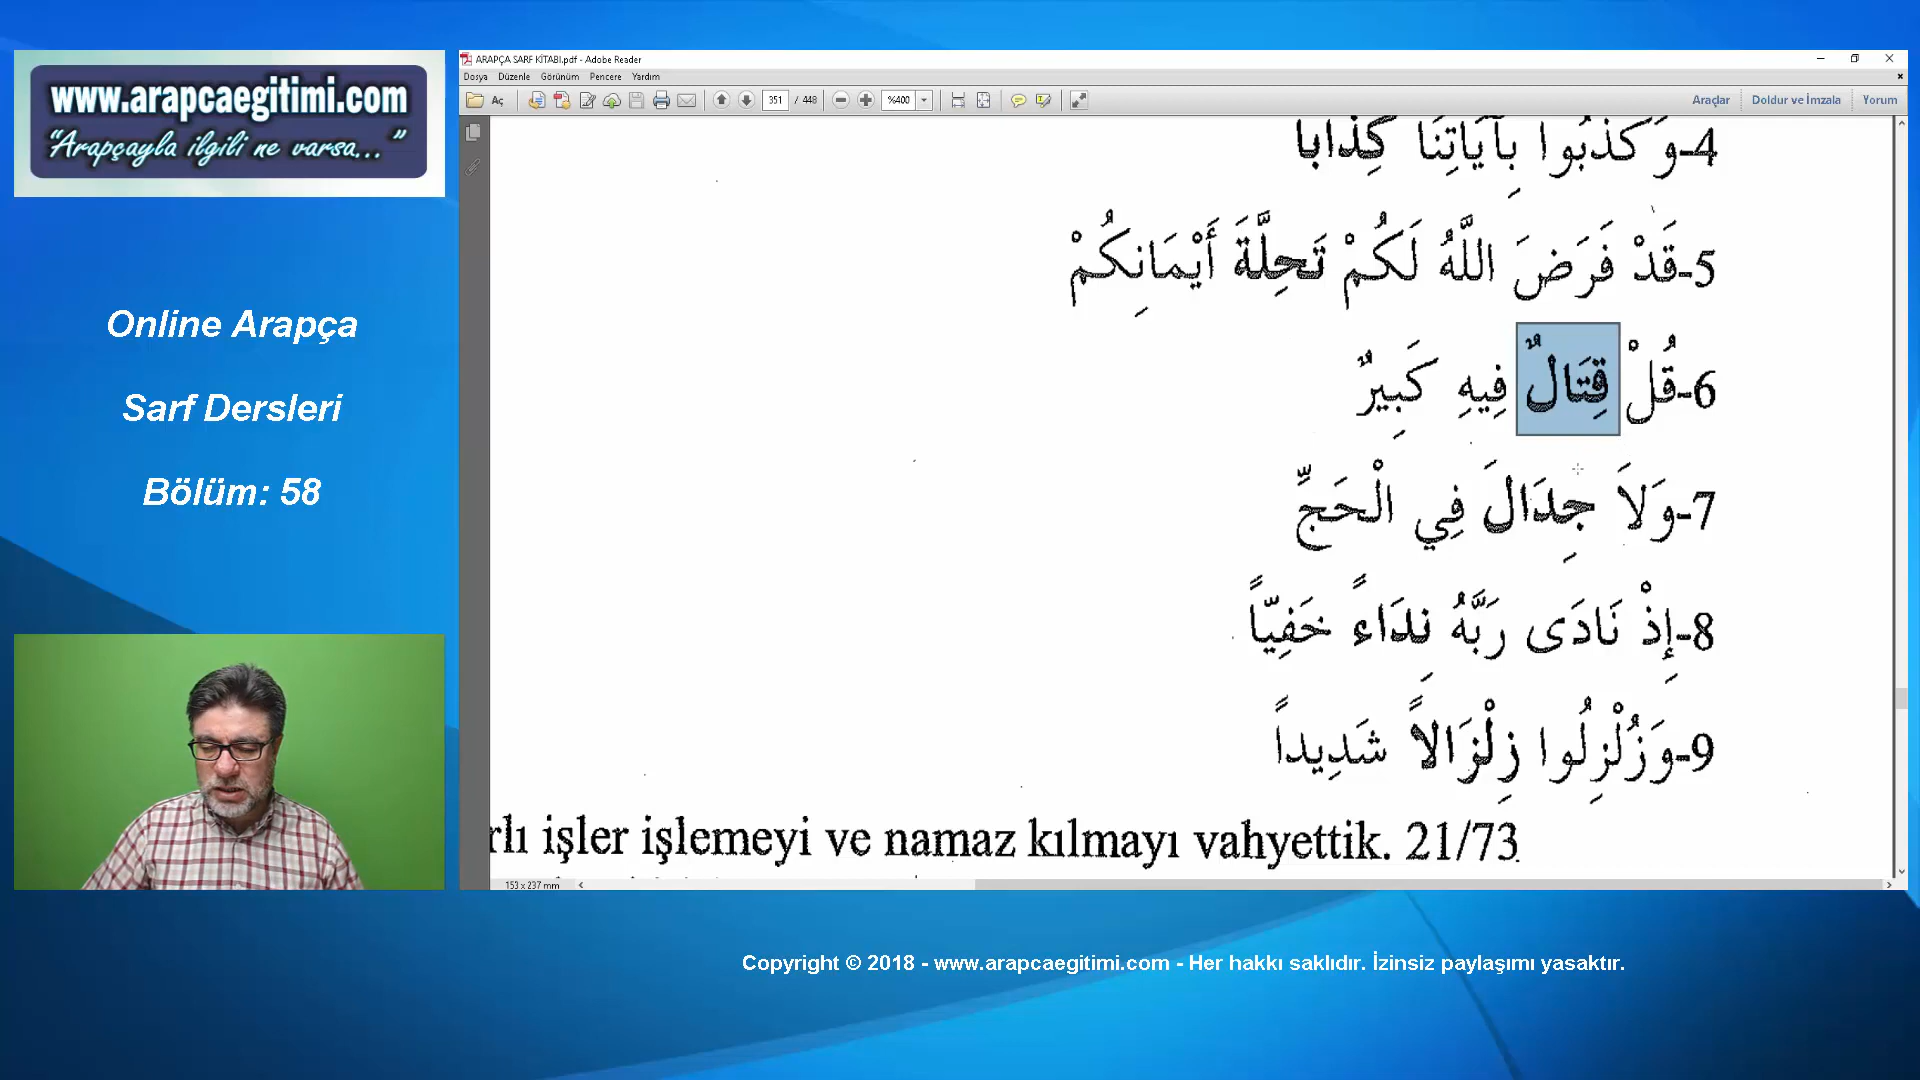 www.arapcaegitimi.com
“Arapçayla ilgili ne varsa...”
Online Arapça
Sarf Dersleri
Bölüm: 58
ARAPÇA SARF KİTABI.pdf - Adobe Reader
Dosya Düzenle Görünüm Pencere Yardım
Aç 351 / 448 %400 Araçlar Doldur ve İmzala Yorum
4-وَكَذَّبُوا بِآيَاتِنَا كِذَّابا
5-قَدْ فَرَضَ اللَّهُ لَكُمْ تَحِلَّةَ أَيْمَانِكُمْ
6-قُلْ قِتَالٌ فِيهِ كَبِيرٌ
7-وَلاَ جِدَالَ فِي الْحَجِّ
8-إِذْ نَادَى رَبَّهُ نِدَاءً خَفِيّاً
9-وَزُلْزِلُوا زِلْزَالاً شَدِيداً
rlı işler işlemeyi ve namaz kılmayı vahyettik. 21/73
153 x 237 mm
Copyright © 2018 - www.arapcaegitimi.com - Her hakkı saklıdır. İzinsiz paylaşımı yasaktır.